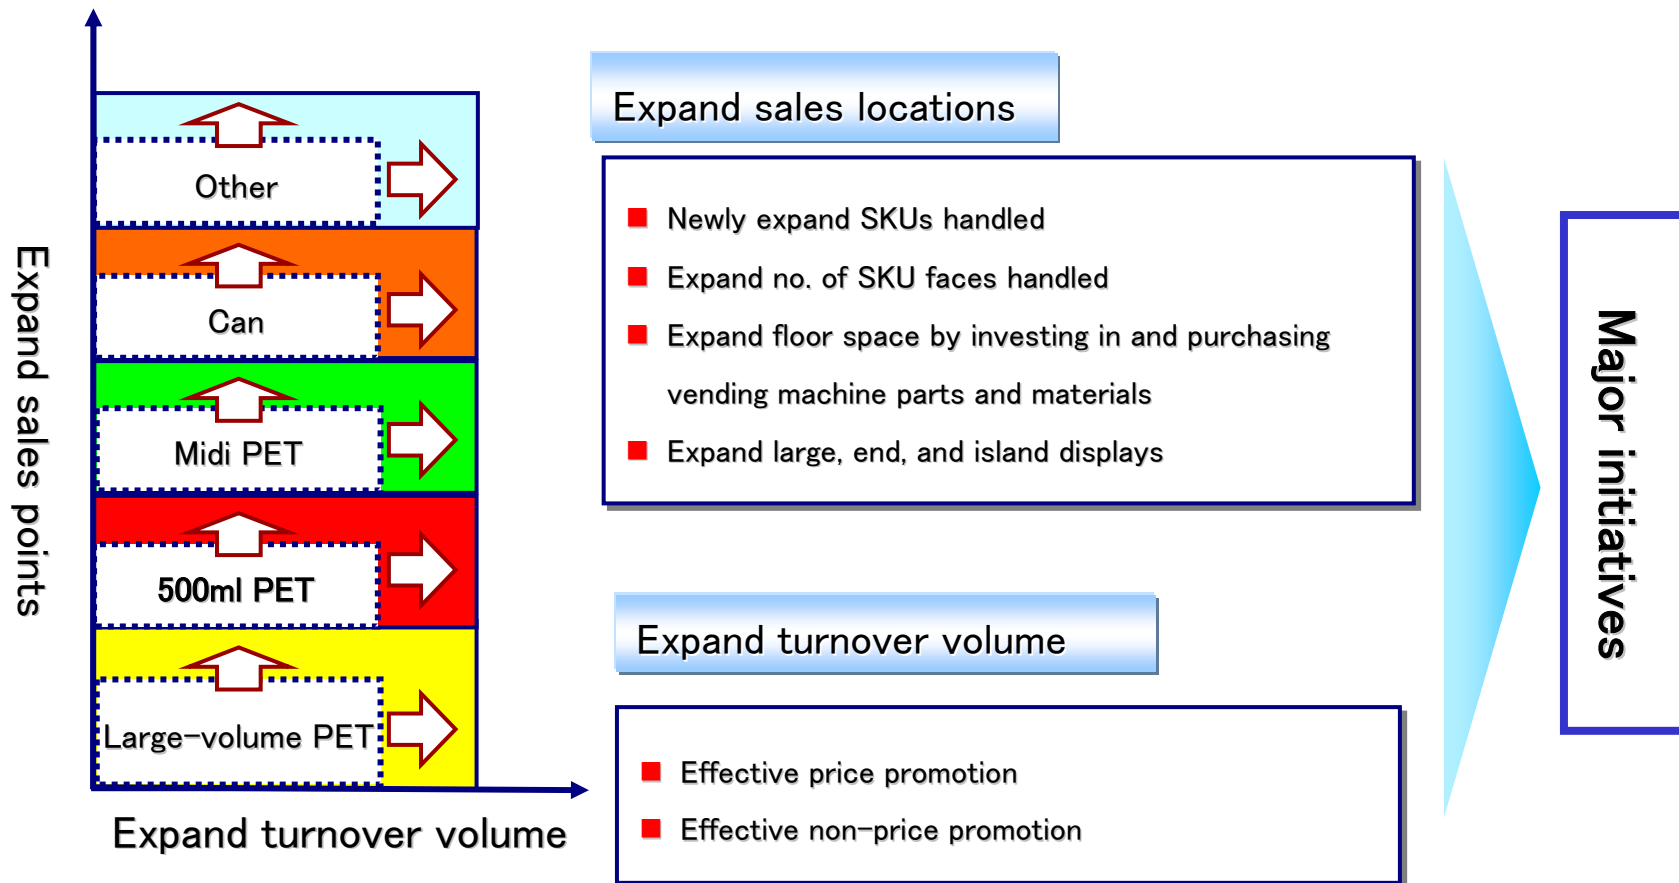 Expand sales points
Other
Can
Midi PET
500ml PET
Large-volume PET
Expand turnover volume
Expand sales locations
Newly expand SKUs handled
Expand no. of SKU faces handled
Expand floor space by investing in and purchasing
vending machine parts and materials
Expand large, end, and island displays
Expand turnover volume
Effective price promotion
Effective non-price promotion
Major initiatives